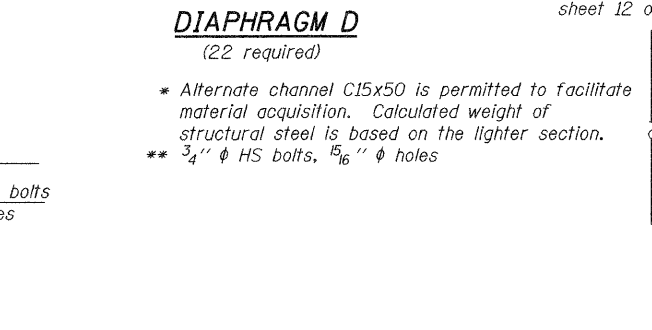 sheet 12 o
DIAPHRAGM D
(22 required)
* Alternate channel C15x50 is permitted to facilitate
material acquisition. Calculated weight of
structural steel is based on the lighter section.
** 3/4" ϕ HS bolts, 15/16" ϕ holes
bolts
es